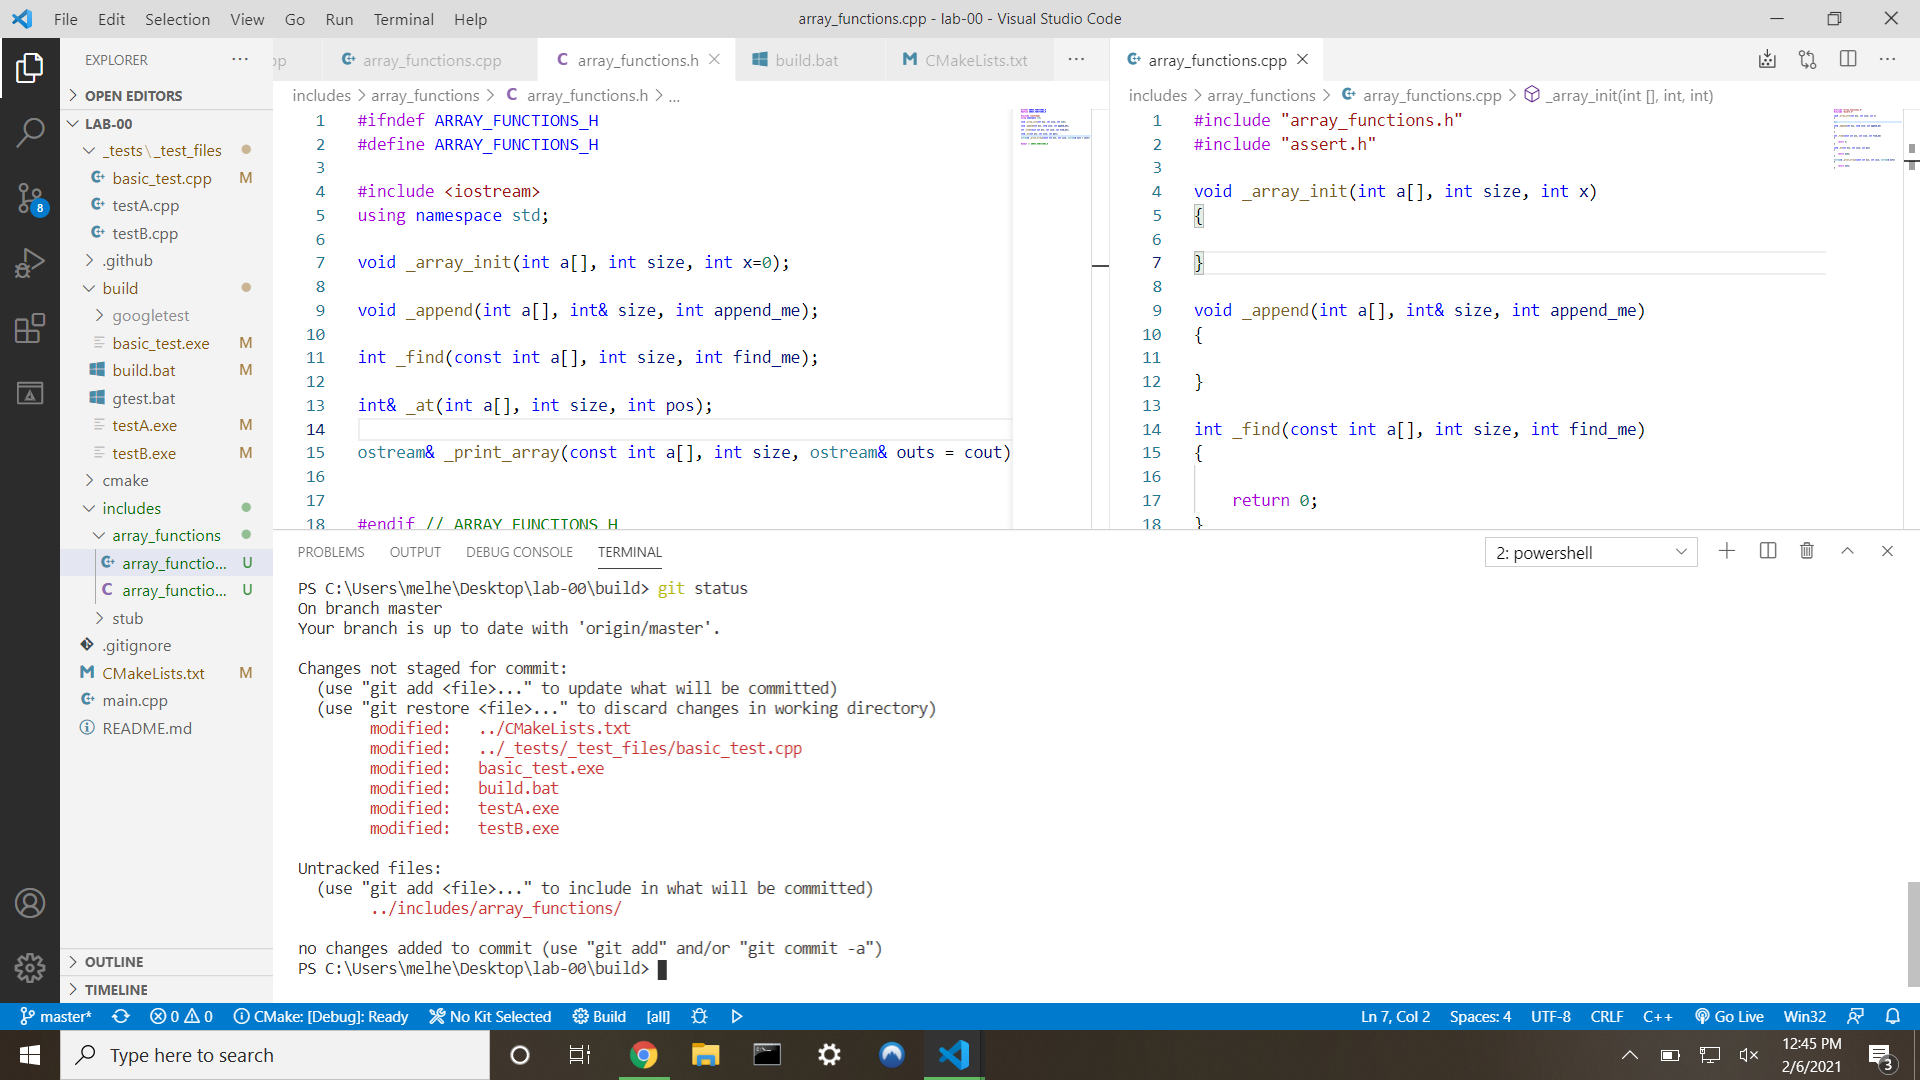 File Edit Selection View Go Run Terminal Help
array_functions.cpp - lab-00 - Visual Studio Code
EXPLORER
OPEN EDITORS
LAB-00
_tests\_test_files
basic_test.cpp M
testA.cpp
testB.cpp
.github
build
googletest
basic_test.exe M
build.bat M
gtest.bat
testA.exe M
testB.exe M
cmake
includes
array_functions
array_functio... U
array_functio... U
stub
.gitignore
CMakeLists.txt M
main.cpp
README.md
OUTLINE
TIMELINE
8
pp array_functions.cpp array_functions.h build.bat CMakeLists.txt
includes > array_functions > C array_functions.h > ...
1 #ifndef ARRAY_FUNCTIONS_H
2 #define ARRAY_FUNCTIONS_H
3
4 #include <iostream>
5 using namespace std;
6
7 void _array_init(int a[], int size, int x=0);
8
9 void _append(int a[], int& size, int append_me);
10
11 int _find(const int a[], int size, int find_me);
12
13 int& _at(int a[], int size, int pos);
14
15 ostream& _print_array(const int a[], int size, ostream& outs = cout)
16
17
18 #endif // ARRAY_FUNCTIONS_H
array_functions.cpp
includes > array_functions > array_functions.cpp > _array_init(int [], int, int)
1 #include "array_functions.h"
2 #include "assert.h"
3
4 void _array_init(int a[], int size, int x)
5 {
6
7 }
8
9 void _append(int a[], int& size, int append_me)
10 {
11
12 }
13
14 int _find(const int a[], int size, int find_me)
15 {
16
17 return 0;
18 }
PROBLEMS OUTPUT DEBUG CONSOLE TERMINAL
2: powershell
PS C:\Users\melhe\Desktop\lab-00\build> git status
On branch master
Your branch is up to date with 'origin/master'.
Changes not staged for commit:
(use "git add <file>..." to update what will be committed)
(use "git restore <file>..." to discard changes in working directory)
modified: ../CMakeLists.txt
modified: ../_tests/_test_files/basic_test.cpp
modified: basic_test.exe
modified: build.bat
modified: testA.exe
modified: testB.exe
Untracked files:
(use "git add <file>..." to include in what will be committed)
../includes/array_functions/
no changes added to commit (use "git add" and/or "git commit -a")
PS C:\Users\melhe\Desktop\lab-00\build>
master* 0 0 CMake: [Debug]: Ready No Kit Selected Build [all]
Ln 7, Col 2 Spaces: 4 UTF-8 CRLF C++ Go Live Win32
Type here to search
12:45 PM
2/6/2021
3